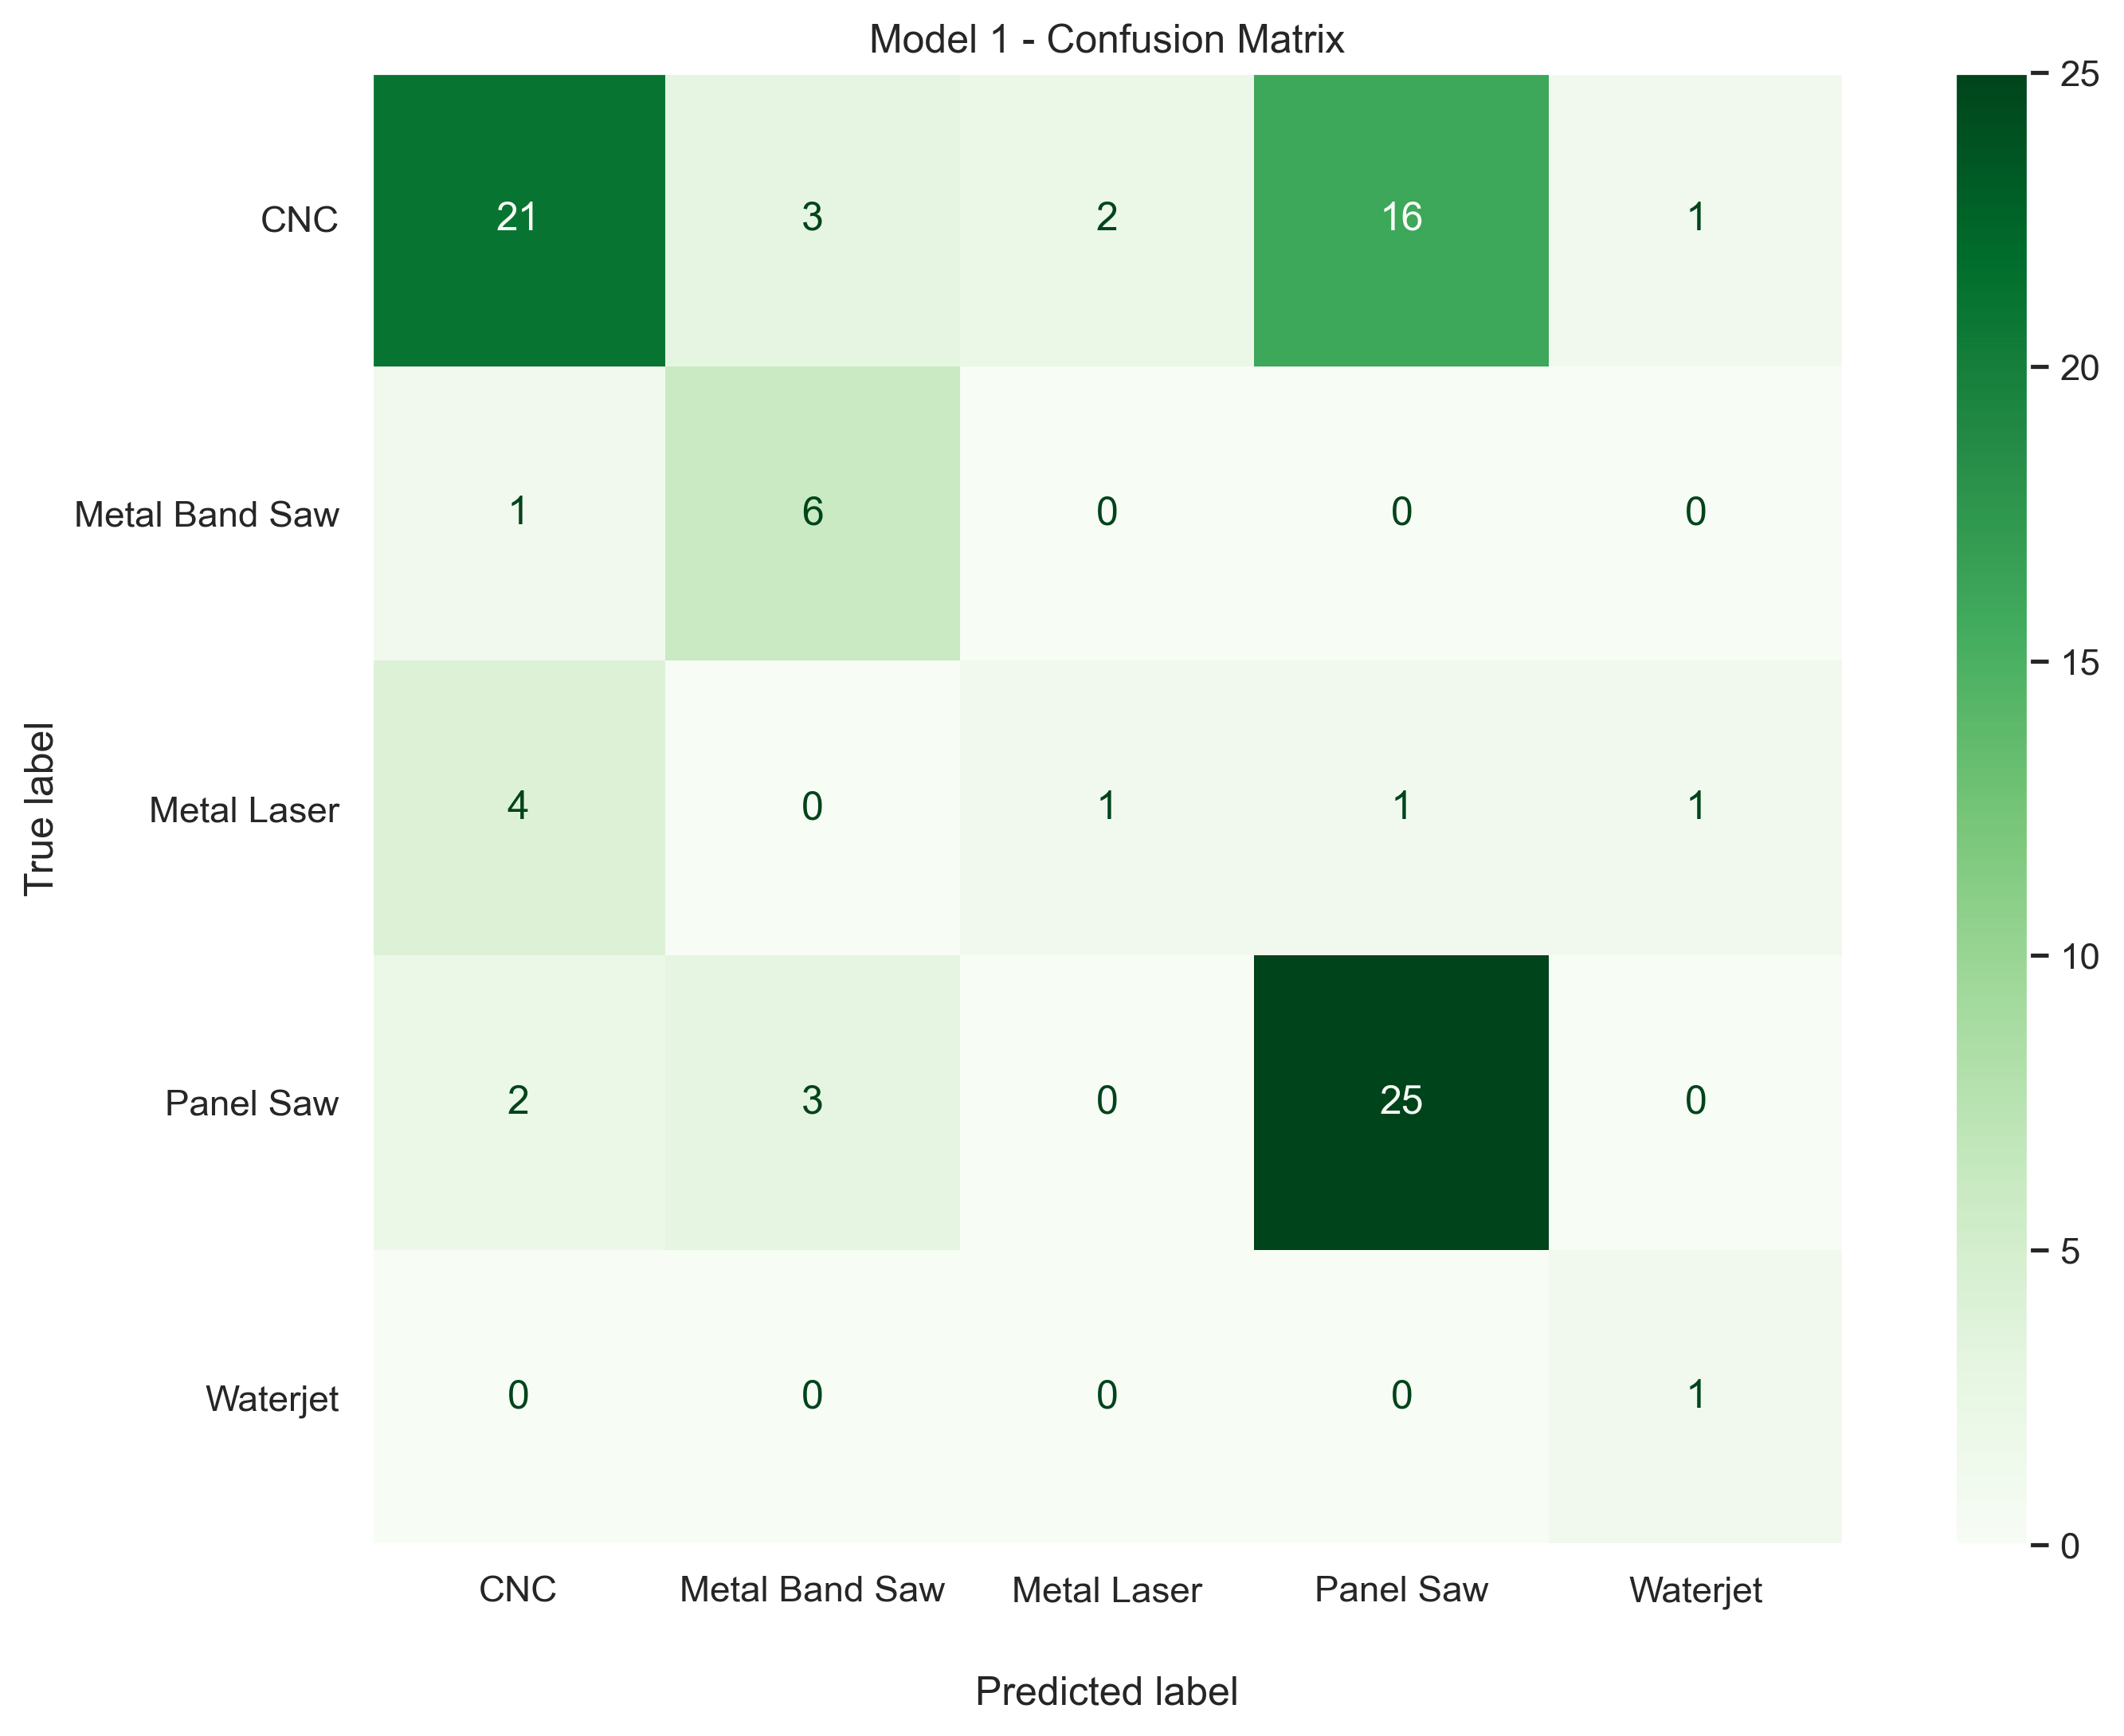 Model 1 - Confusion Matrix
CNC 21 3 2 16 1
Metal Band Saw 1 6 0 0 0
Metal Laser 4 0 1 1 1
Panel Saw 2 3 0 25 0
Waterjet 0 0 0 0 1
CNC Metal Band Saw Metal Laser Panel Saw Waterjet
Predicted label
True label
25
20
15
10
5
0